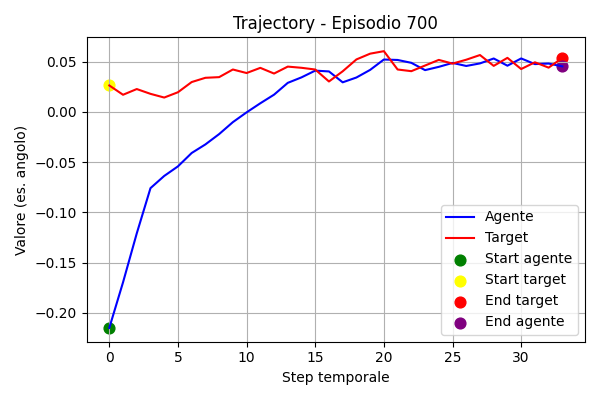 Trajectory - Episodio 700
Valore (es. angolo)
0.05
0.00
−0.05
−0.10
−0.15
−0.20
0 5 10 15 20 25 30
Step temporale
Agente
Target
Start agente
Start target
End target
End agente